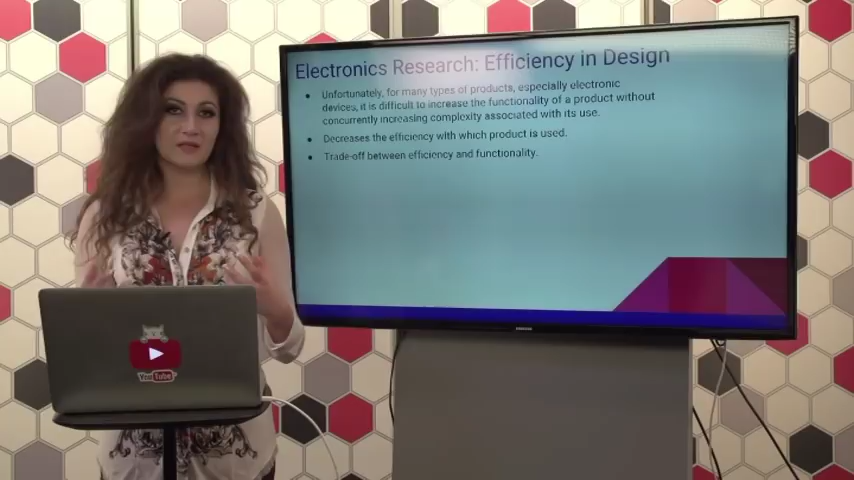 Electronics Research: Efficiency in Design
• Unfortunately, for many types of products, especially electronic
devices, it is difficult to increase the functionality of a product without
concurrently increasing complexity associated with its use.
• Decreases the efficiency with which product is used.
• Trade-off between efficiency and functionality.
SAMSUNG
YouTube